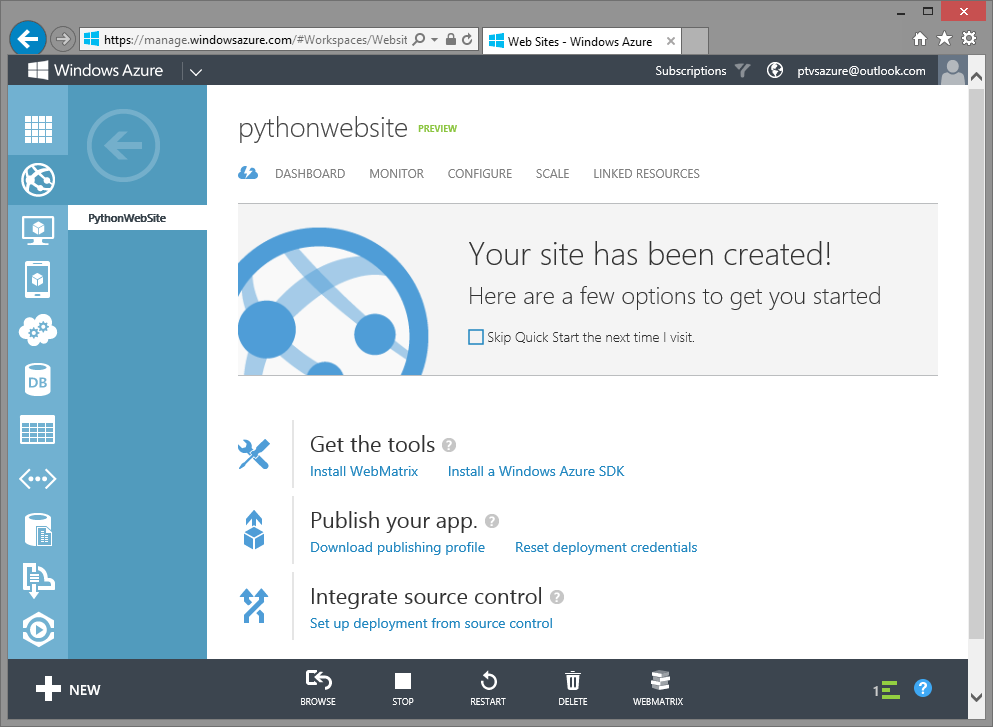 https://manage.windowsazure.com/#Workspaces/Websit
Web Sites - Windows Azure
Windows Azure
Subscriptions
ptvsazure@outlook.com
pythonwebsite PREVIEW
DASHBOARD MONITOR CONFIGURE SCALE LINKED RESOURCES
PythonWebSite
Your site has been created!
Here are a few options to get you started
Skip Quick Start the next time I visit.
DB
Get the tools ?
Install WebMatrix Install a Windows Azure SDK
Publish your app. ?
Download publishing profile Reset deployment credentials
Integrate source control ?
Set up deployment from source control
NEW
BROWSE STOP RESTART DELETE WEBMATRIX
1 ?